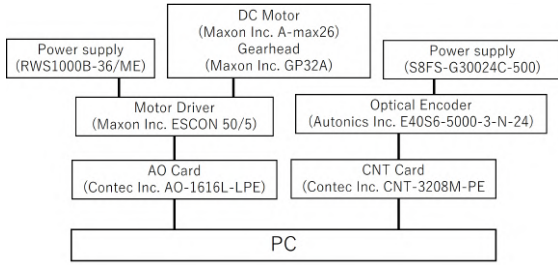 DC Motor
(Maxon Inc. A-max26)
Gearhead
(Maxon Inc. GP32A)
Power supply
(RWS1000B-36/ME)
Power supply
(S8FS-G30024C-500)
Motor Driver
(Maxon Inc. ESCON 50/5)
Optical Encoder
(Autonics Inc. E40S6-5000-3-N-24)
AO Card
(Contec Inc. AO-1616L-LPE)
CNT Card
(Contec Inc. CNT-3208M-PE
PC